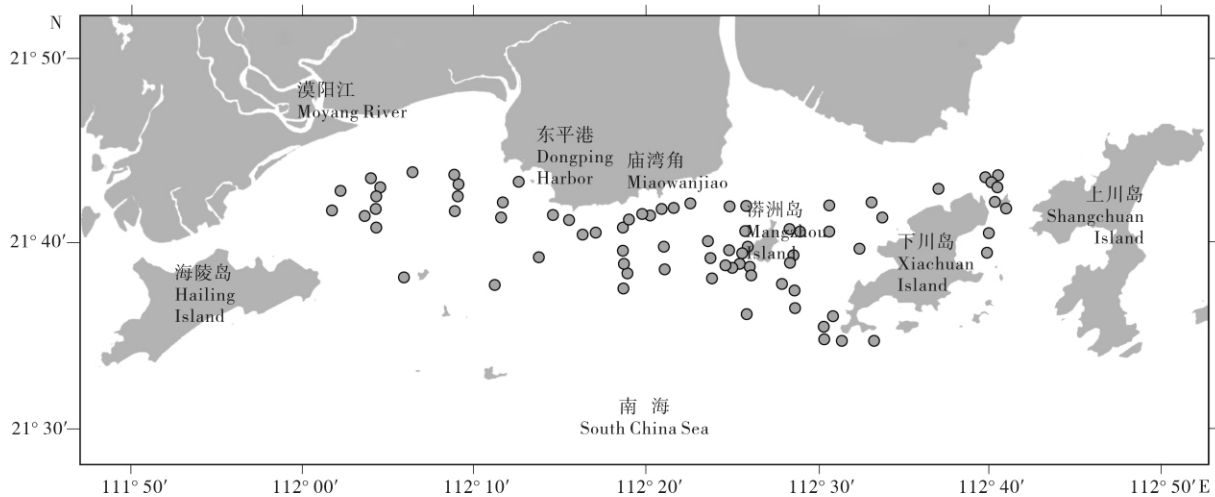 N
21° 50′
漠阳江
Moyang River
东平港
Dongping
Harbor
庙湾角
Miaowanjiao
上川岛
Shangchuan
Island
漭洲岛
Mangzhou
Island
21° 40′
下川岛
Xiachuan
Island
海陵岛
Hailing
Island
南 海
South China Sea
21° 30′
111° 50′ 112° 00′ 112° 10′ 112° 20′ 112° 30′ 112° 40′ 112° 50′ E